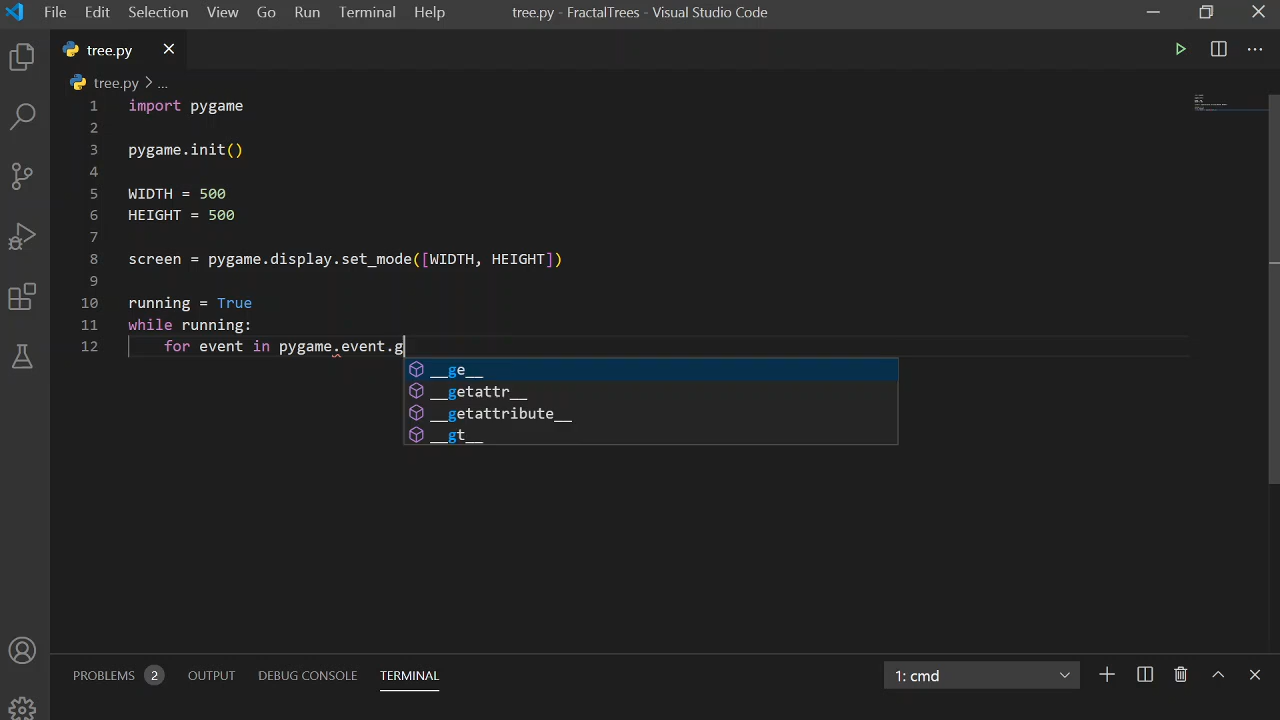 File Edit Selection View Go Run Terminal Help tree.py - FractalTrees - Visual Studio Code
tree.py
tree.py > ...
1 import pygame
2
3 pygame.init()
4
5 WIDTH = 500
6 HEIGHT = 500
7
8 screen = pygame.display.set_mode([WIDTH, HEIGHT])
9
10 running = True
11 while running:
12     for event in pygame.event.g
__ge__
__getattr__
__getattribute__
__gt__
PROBLEMS 2 OUTPUT DEBUG CONSOLE TERMINAL 1: cmd